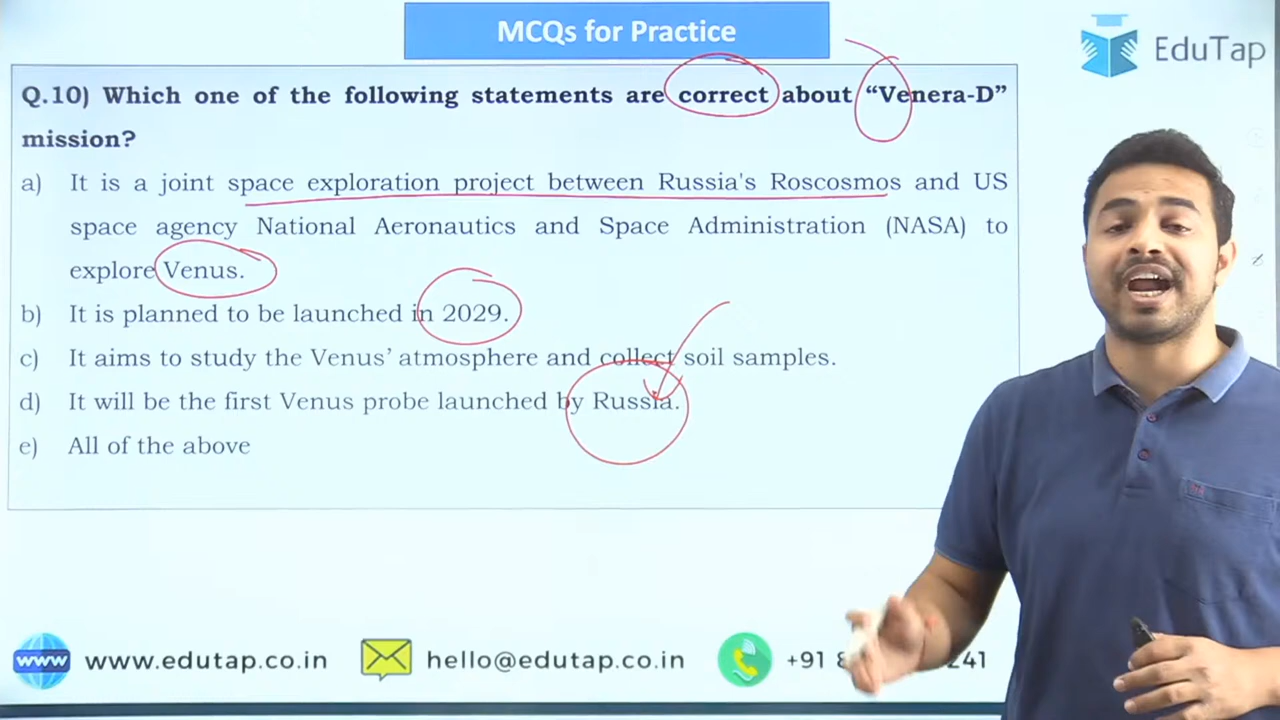 MCQs for Practice
EduTap
Q.10) Which one of the following statements are correct about “Venera-D”
mission?
a) It is a joint space exploration project between Russia's Roscosmos and US
space agency National Aeronautics and Space Administration (NASA) to
explore Venus.
b) It is planned to be launched in 2029.
c) It aims to study the Venus’ atmosphere and collect soil samples.
d) It will be the first Venus probe launched by Russia.
e) All of the above
www www.edutap.co.in hello@edutap.co.in +91 8 241